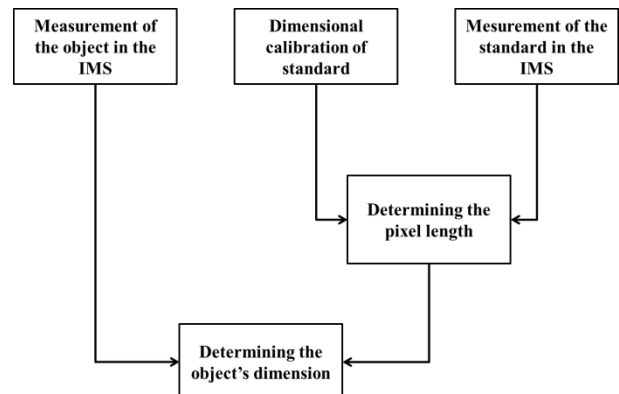 Measurement of
the object in the
IMS
Dimensional
calibration of
standard
Mesurement of the
standard in the
IMS
Determining the
pixel length
Determining the
object’s dimension